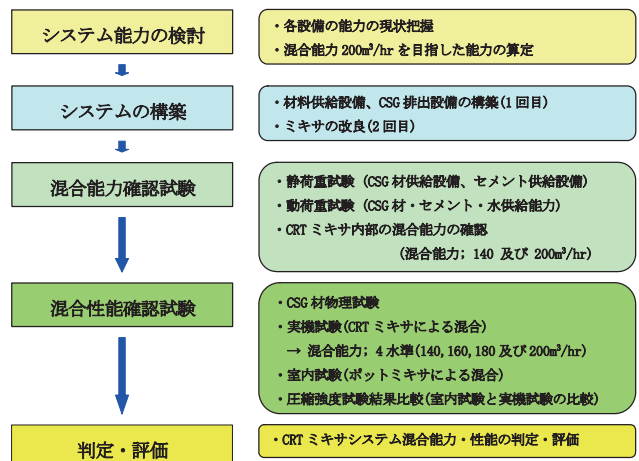 システム能力の検討
・各設備の能力の現状把握
・混合能力 200m³/hr を目指した能力の算定
システムの構築
・材料供給設備、CSG 排出設備の構築(1 回目)
・ミキサの改良(2 回目)
混合能力確認試験
・静荷重試験 (CSG 材供給設備、セメント供給設備)
・動荷重試験 (CSG 材・セメント・水供給能力)
・CRT ミキサ内部の混合能力の確認
(混合能力; 140 及び 200m³/hr)
混合性能確認試験
・CSG 材物理試験
・実機試験(CRT ミキサによる混合)
→ 混合能力; 4 水準(140, 160, 180 及び 200m³/hr)
・室内試験(ポットミキサによる混合)
・圧縮強度試験結果比較(室内試験と実機試験の比較)
判定・評価
・CRT ミキサシステム混合能力・性能の判定・評価